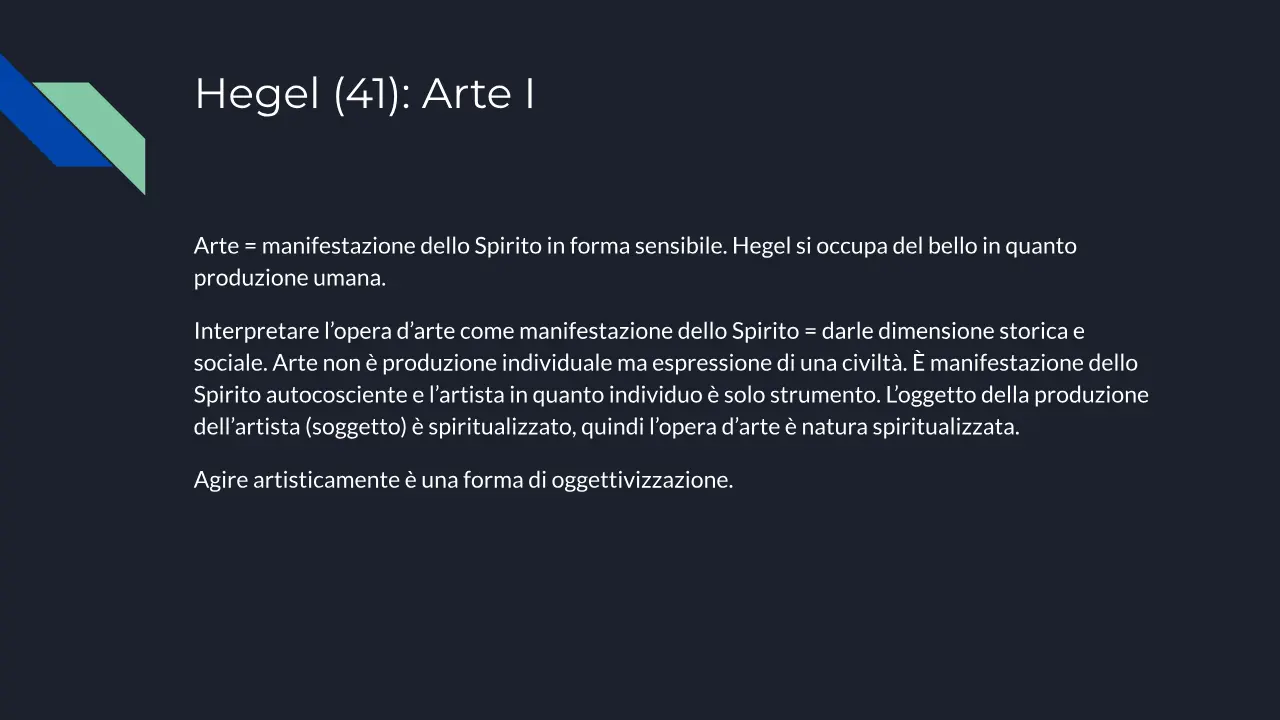 Hegel (41): Arte I
Arte = manifestazione dello Spirito in forma sensibile. Hegel si occupa del bello in quanto
produzione umana.
Interpretare l’opera d’arte come manifestazione dello Spirito = darle dimensione storica e
sociale. Arte non è produzione individuale ma espressione di una civiltà. È manifestazione dello
Spirito autocosciente e l’artista in quanto individuo è solo strumento. L’oggetto della produzione
dell’artista (soggetto) è spiritualizzato, quindi l’opera d’arte è natura spiritualizzata.
Agire artisticamente è una forma di oggettivizzazione.